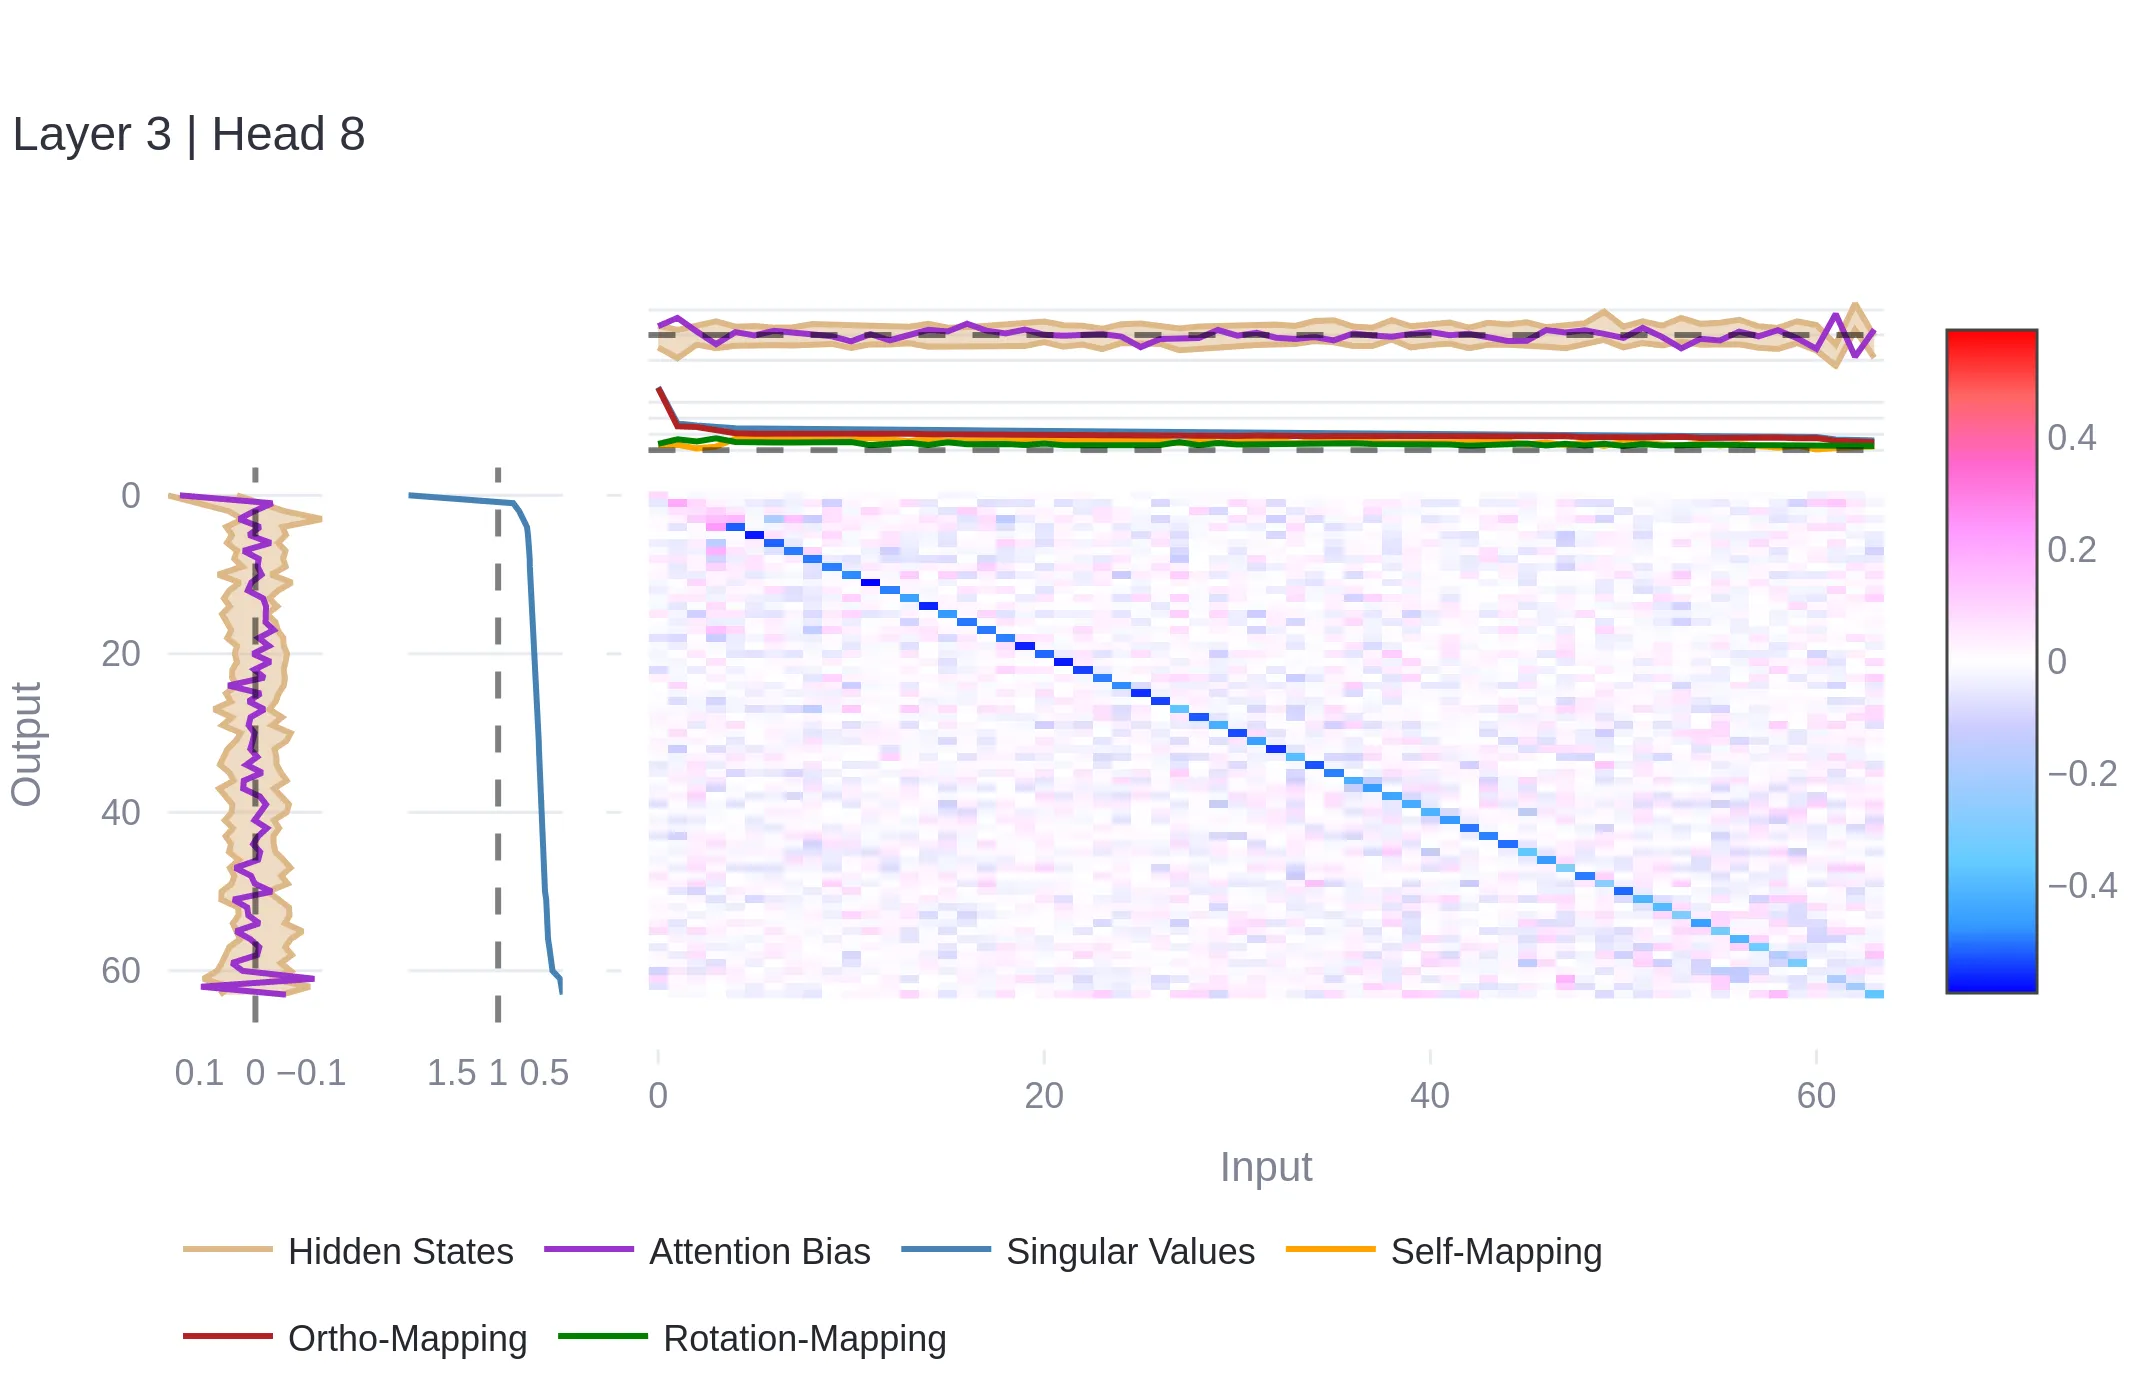 Layer 3 | Head 8
0
20
40
60
Output
0.1 0 −0.1
1.5 1 0.5
0 20 40 60
Input
0.4
0.2
0
−0.2
−0.4
Hidden States Attention Bias Singular Values Self-Mapping
Ortho-Mapping Rotation-Mapping